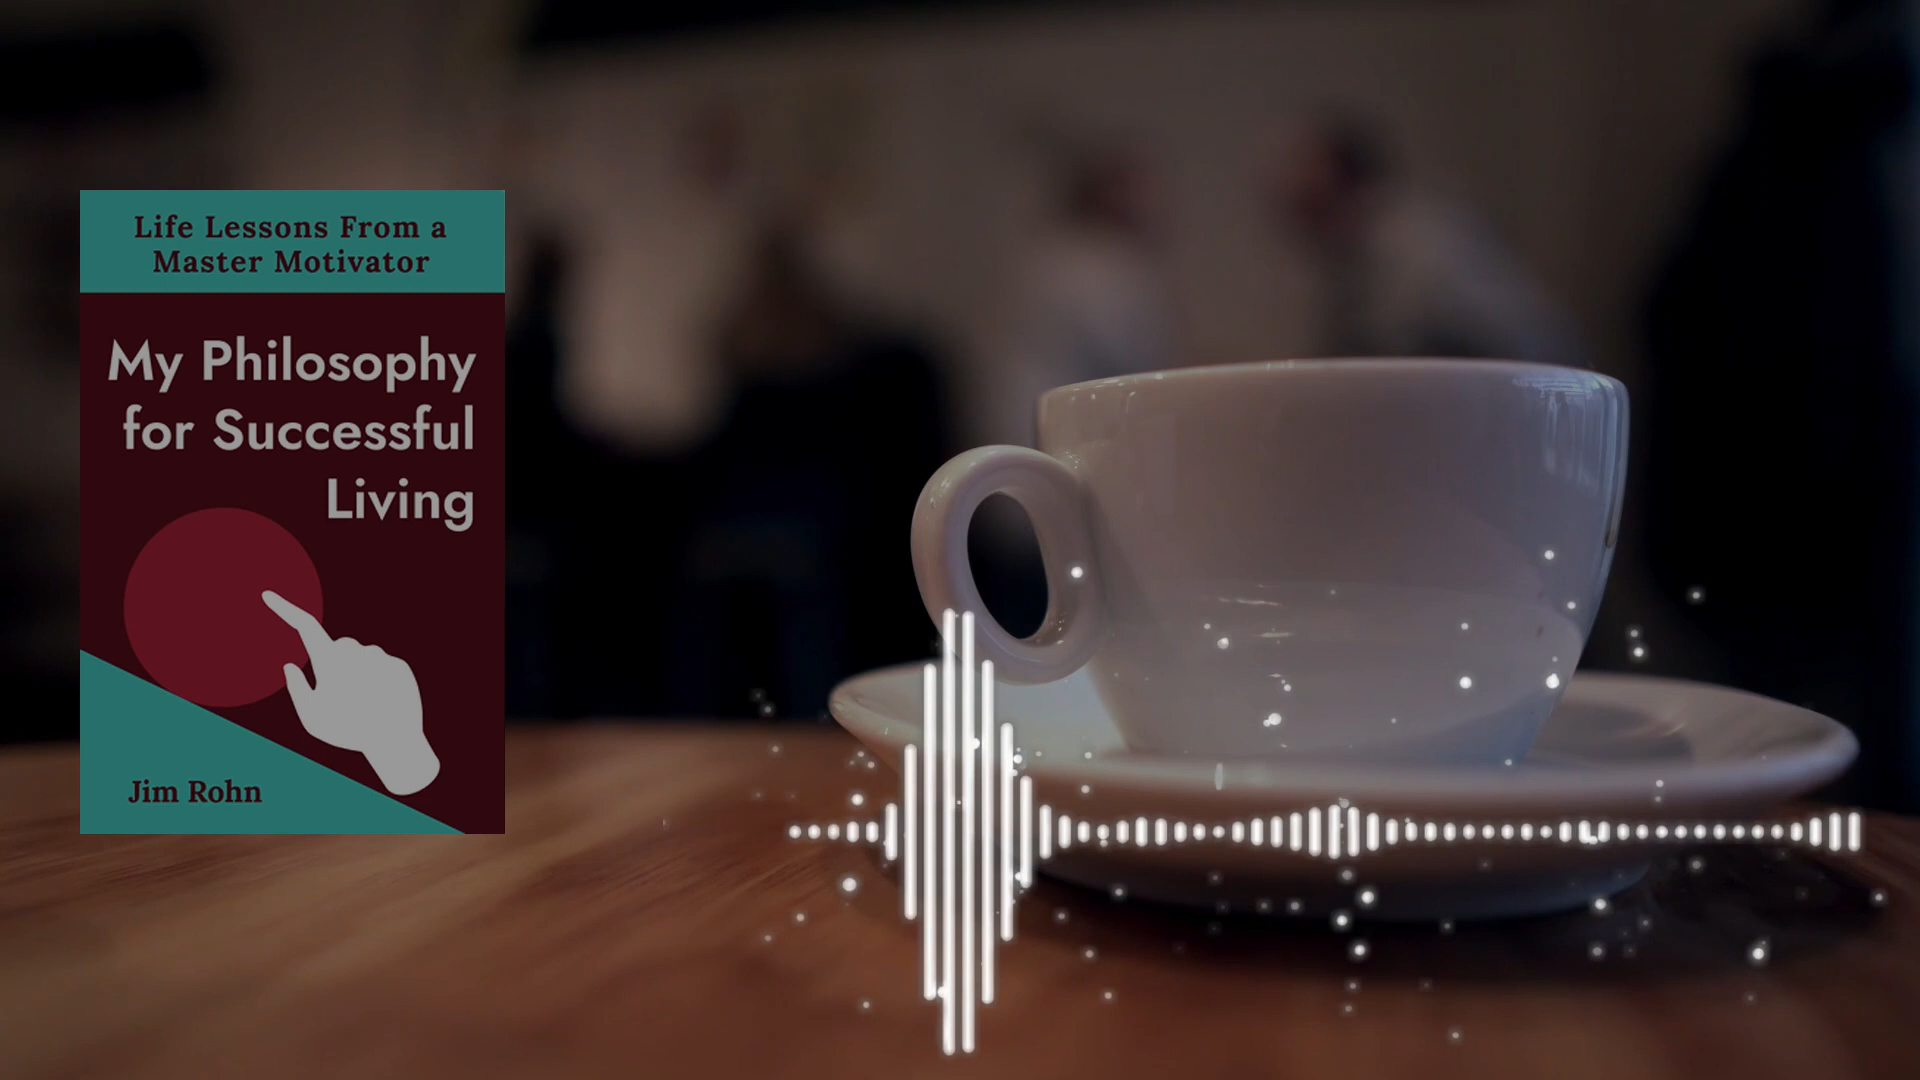 Life Lessons From a
Master Motivator
My Philosophy
for Successful
Living
Jim Rohn